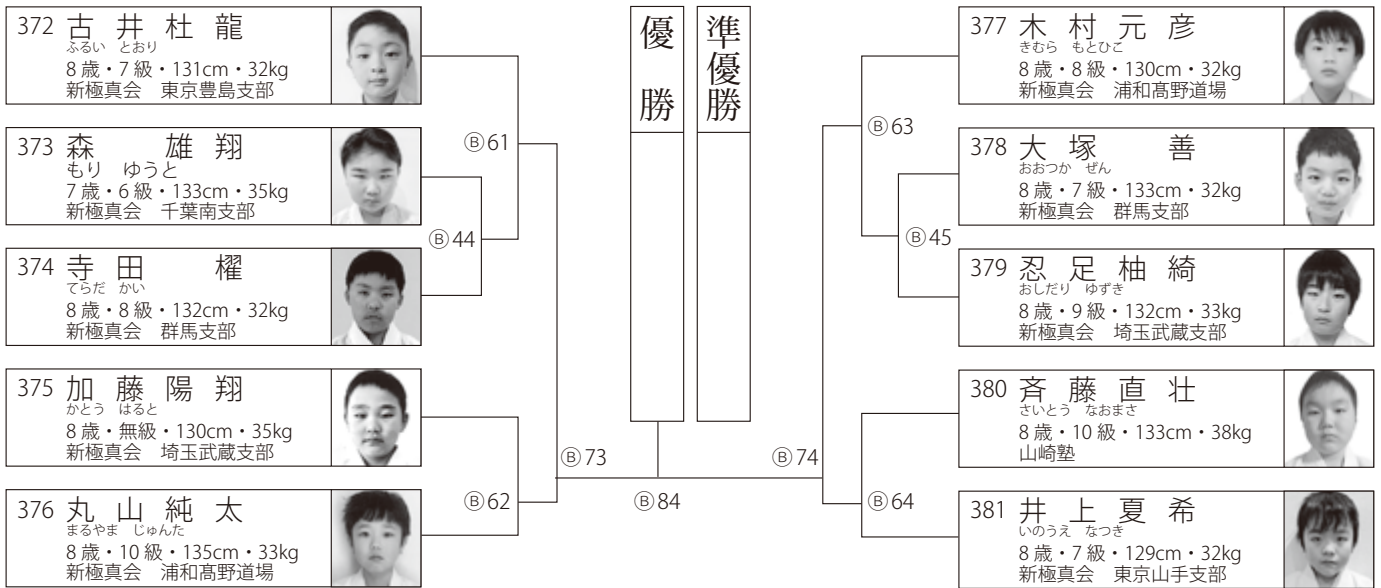 372 古井杜龍
ふるい とおり
8歳・7級・131cm・32kg
新極真会 東京豊島支部
373 森 雄翔
もり ゆうと
7歳・6級・133cm・35kg
新極真会 千葉南支部
374 寺田 櫂
てらだ かい
8歳・8級・132cm・32kg
新極真会 群馬支部
375 加藤陽翔
かとう はると
8歳・無級・130cm・35kg
新極真会 埼玉武蔵支部
376 丸山純太
まるやま じゅんた
8歳・10級・135cm・33kg
新極真会 浦和髙野道場
Ⓑ61
Ⓑ44
Ⓑ62
Ⓑ73
優勝
準優勝
Ⓑ84
Ⓑ74
Ⓑ63
Ⓑ45
Ⓑ64
377 木村元彦
きむら もとひこ
8歳・8級・130cm・32kg
新極真会 浦和髙野道場
378 大塚 善
おおつか ぜん
8歳・7級・133cm・32kg
新極真会 群馬支部
379 忍足柚綺
おしだり ゆずき
8歳・9級・132cm・33kg
新極真会 埼玉武蔵支部
380 斉藤直壮
さいとう なおまさ
8歳・10級・133cm・38kg
山崎塾
381 井上夏希
いのうえ なつき
8歳・7級・129cm・32kg
新極真会 東京山手支部